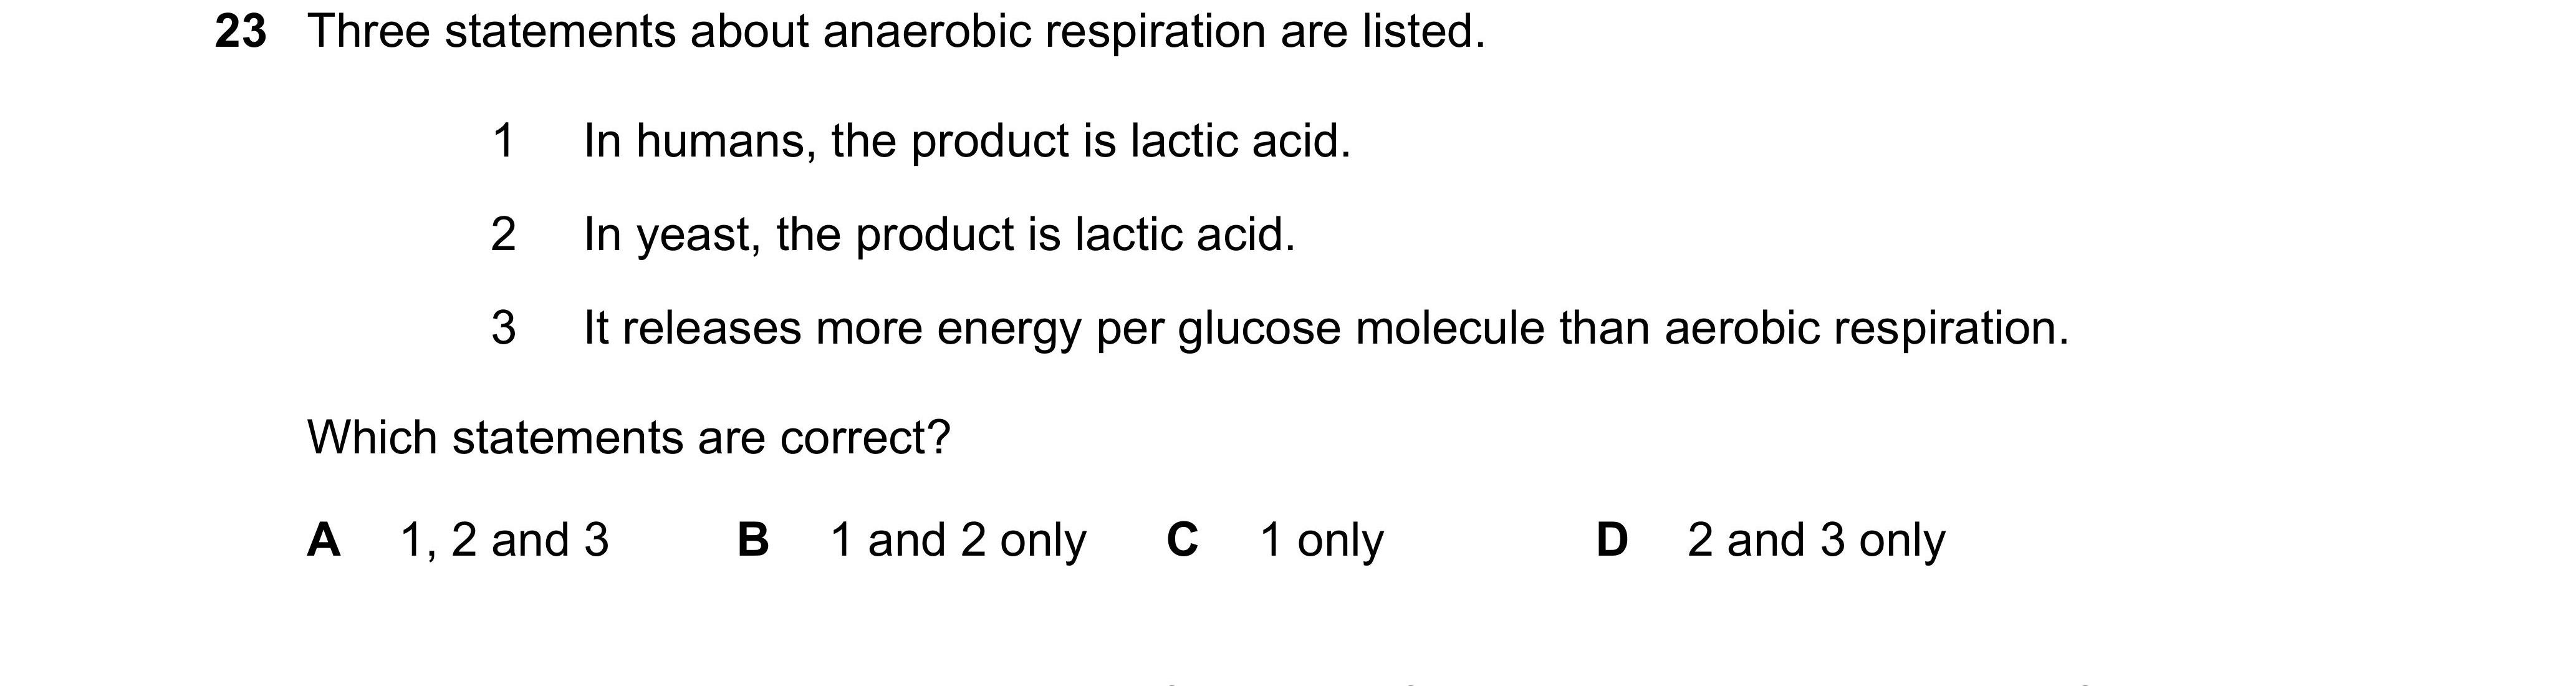 23 Three statements about anaerobic respiration are listed.
1 In humans, the product is lactic acid.
2 In yeast, the product is lactic acid.
3 It releases more energy per glucose molecule than aerobic respiration.
Which statements are correct?
A 1, 2 and 3 B 1 and 2 only C 1 only D 2 and 3 only